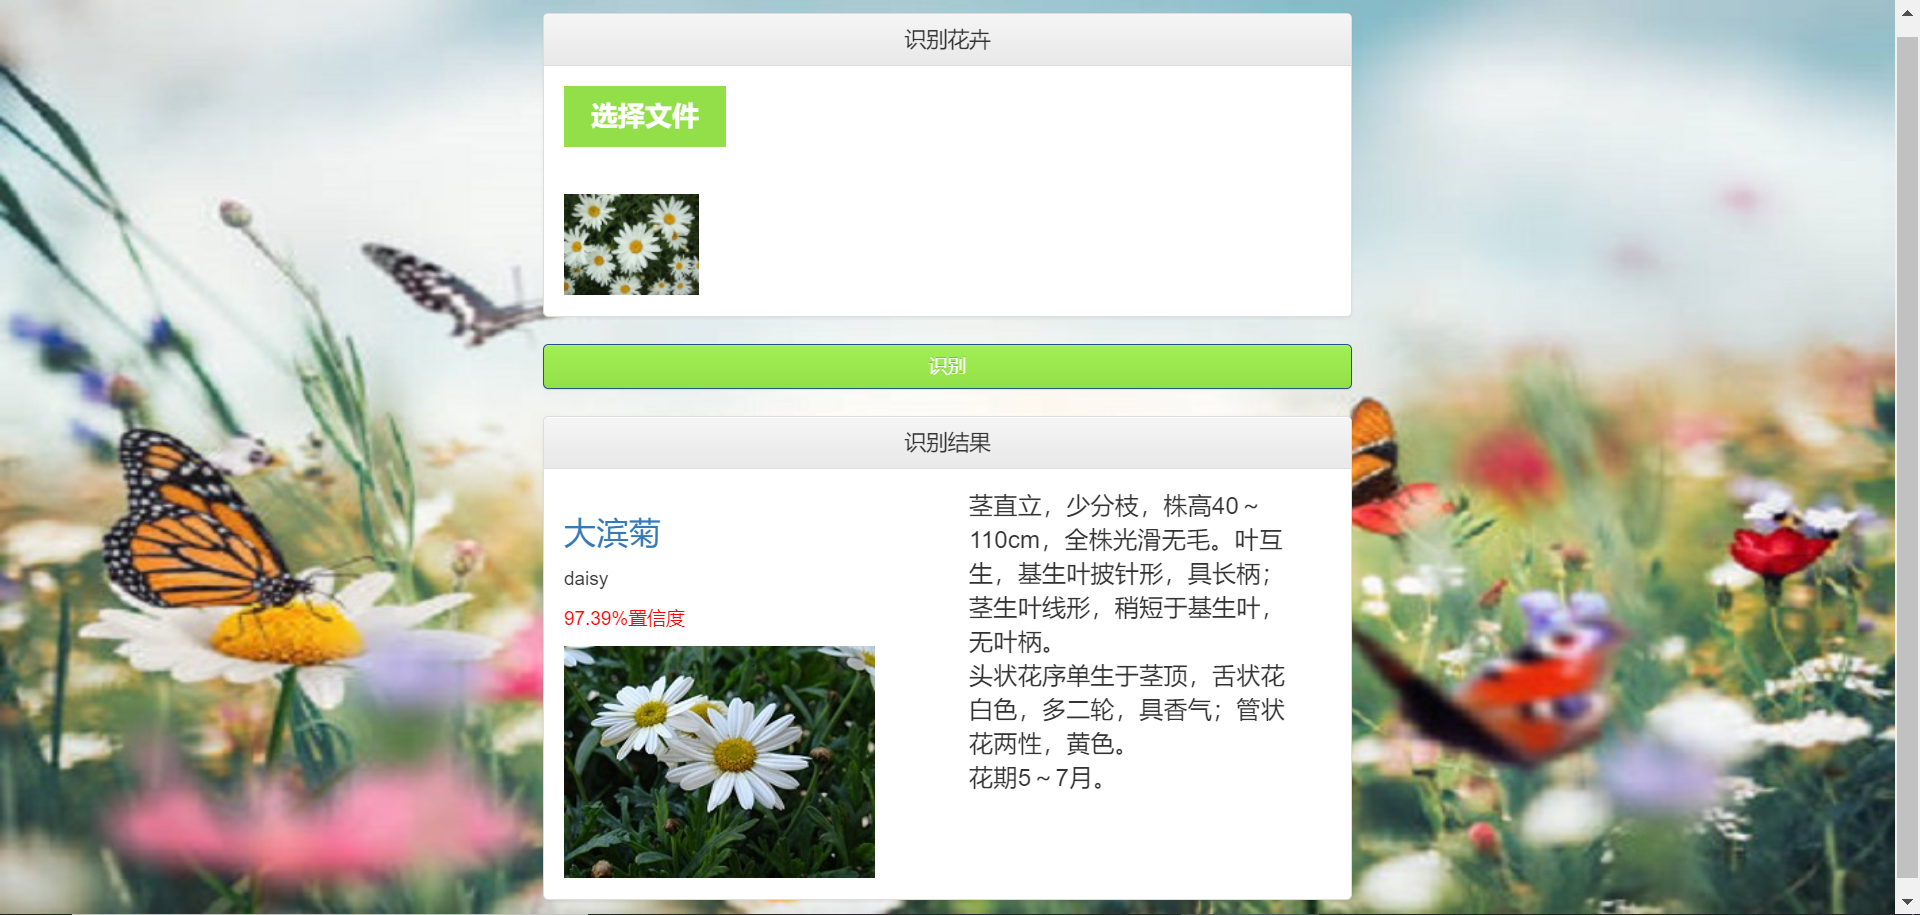 识别花卉
选择文件
识别
识别结果
大滨菊
daisy
97.39%置信度
茎直立，少分枝，株高40～
110cm，全株光滑无毛。叶互
生，基生叶披针形，具长柄；
茎生叶线形，稍短于基生叶，
无叶柄。
头状花序单生于茎顶，舌状花
白色，多二轮，具香气；管状
花两性，黄色。
花期5～7月。